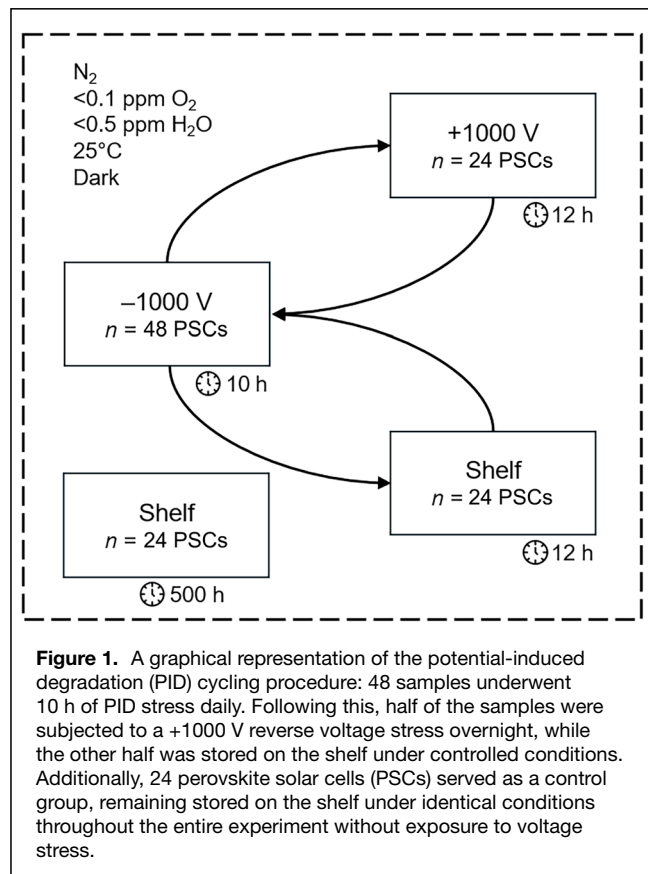 N₂
<0.1 ppm O₂
<0.5 ppm H₂O
25°C
Dark
+1000 V
n = 24 PSCs
12 h
–1000 V
n = 48 PSCs
10 h
Shelf
n = 24 PSCs
12 h
Shelf
n = 24 PSCs
500 h
Figure 1. A graphical representation of the potential-induced
degradation (PID) cycling procedure: 48 samples underwent
10 h of PID stress daily. Following this, half of the samples were
subjected to a +1000 V reverse voltage stress overnight, while
the other half was stored on the shelf under controlled conditions.
Additionally, 24 perovskite solar cells (PSCs) served as a control
group, remaining stored on the shelf under identical conditions
throughout the entire experiment without exposure to voltage
stress.